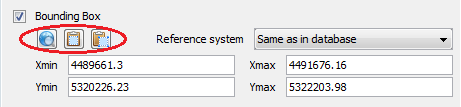 Bounding Box
Reference system Same as in database
Xmin 4489661.3 Xmax 4491676.16
Ymin 5320226.23 Ymax 5322203.98